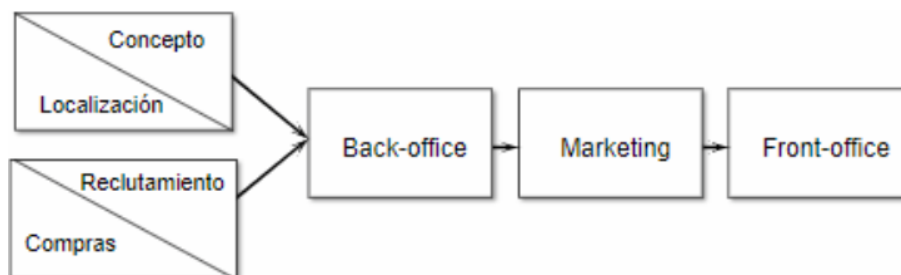 Concepto
Localización
Reclutamiento
Compras
Back-office
Marketing
Front-office